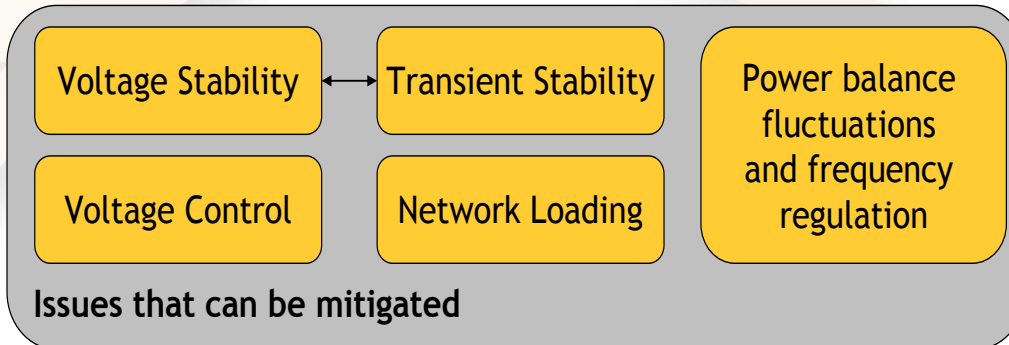 Voltage Stability
Transient Stability
Voltage Control
Network Loading
Power balance
fluctuations
and frequency
regulation
Issues that can be mitigated